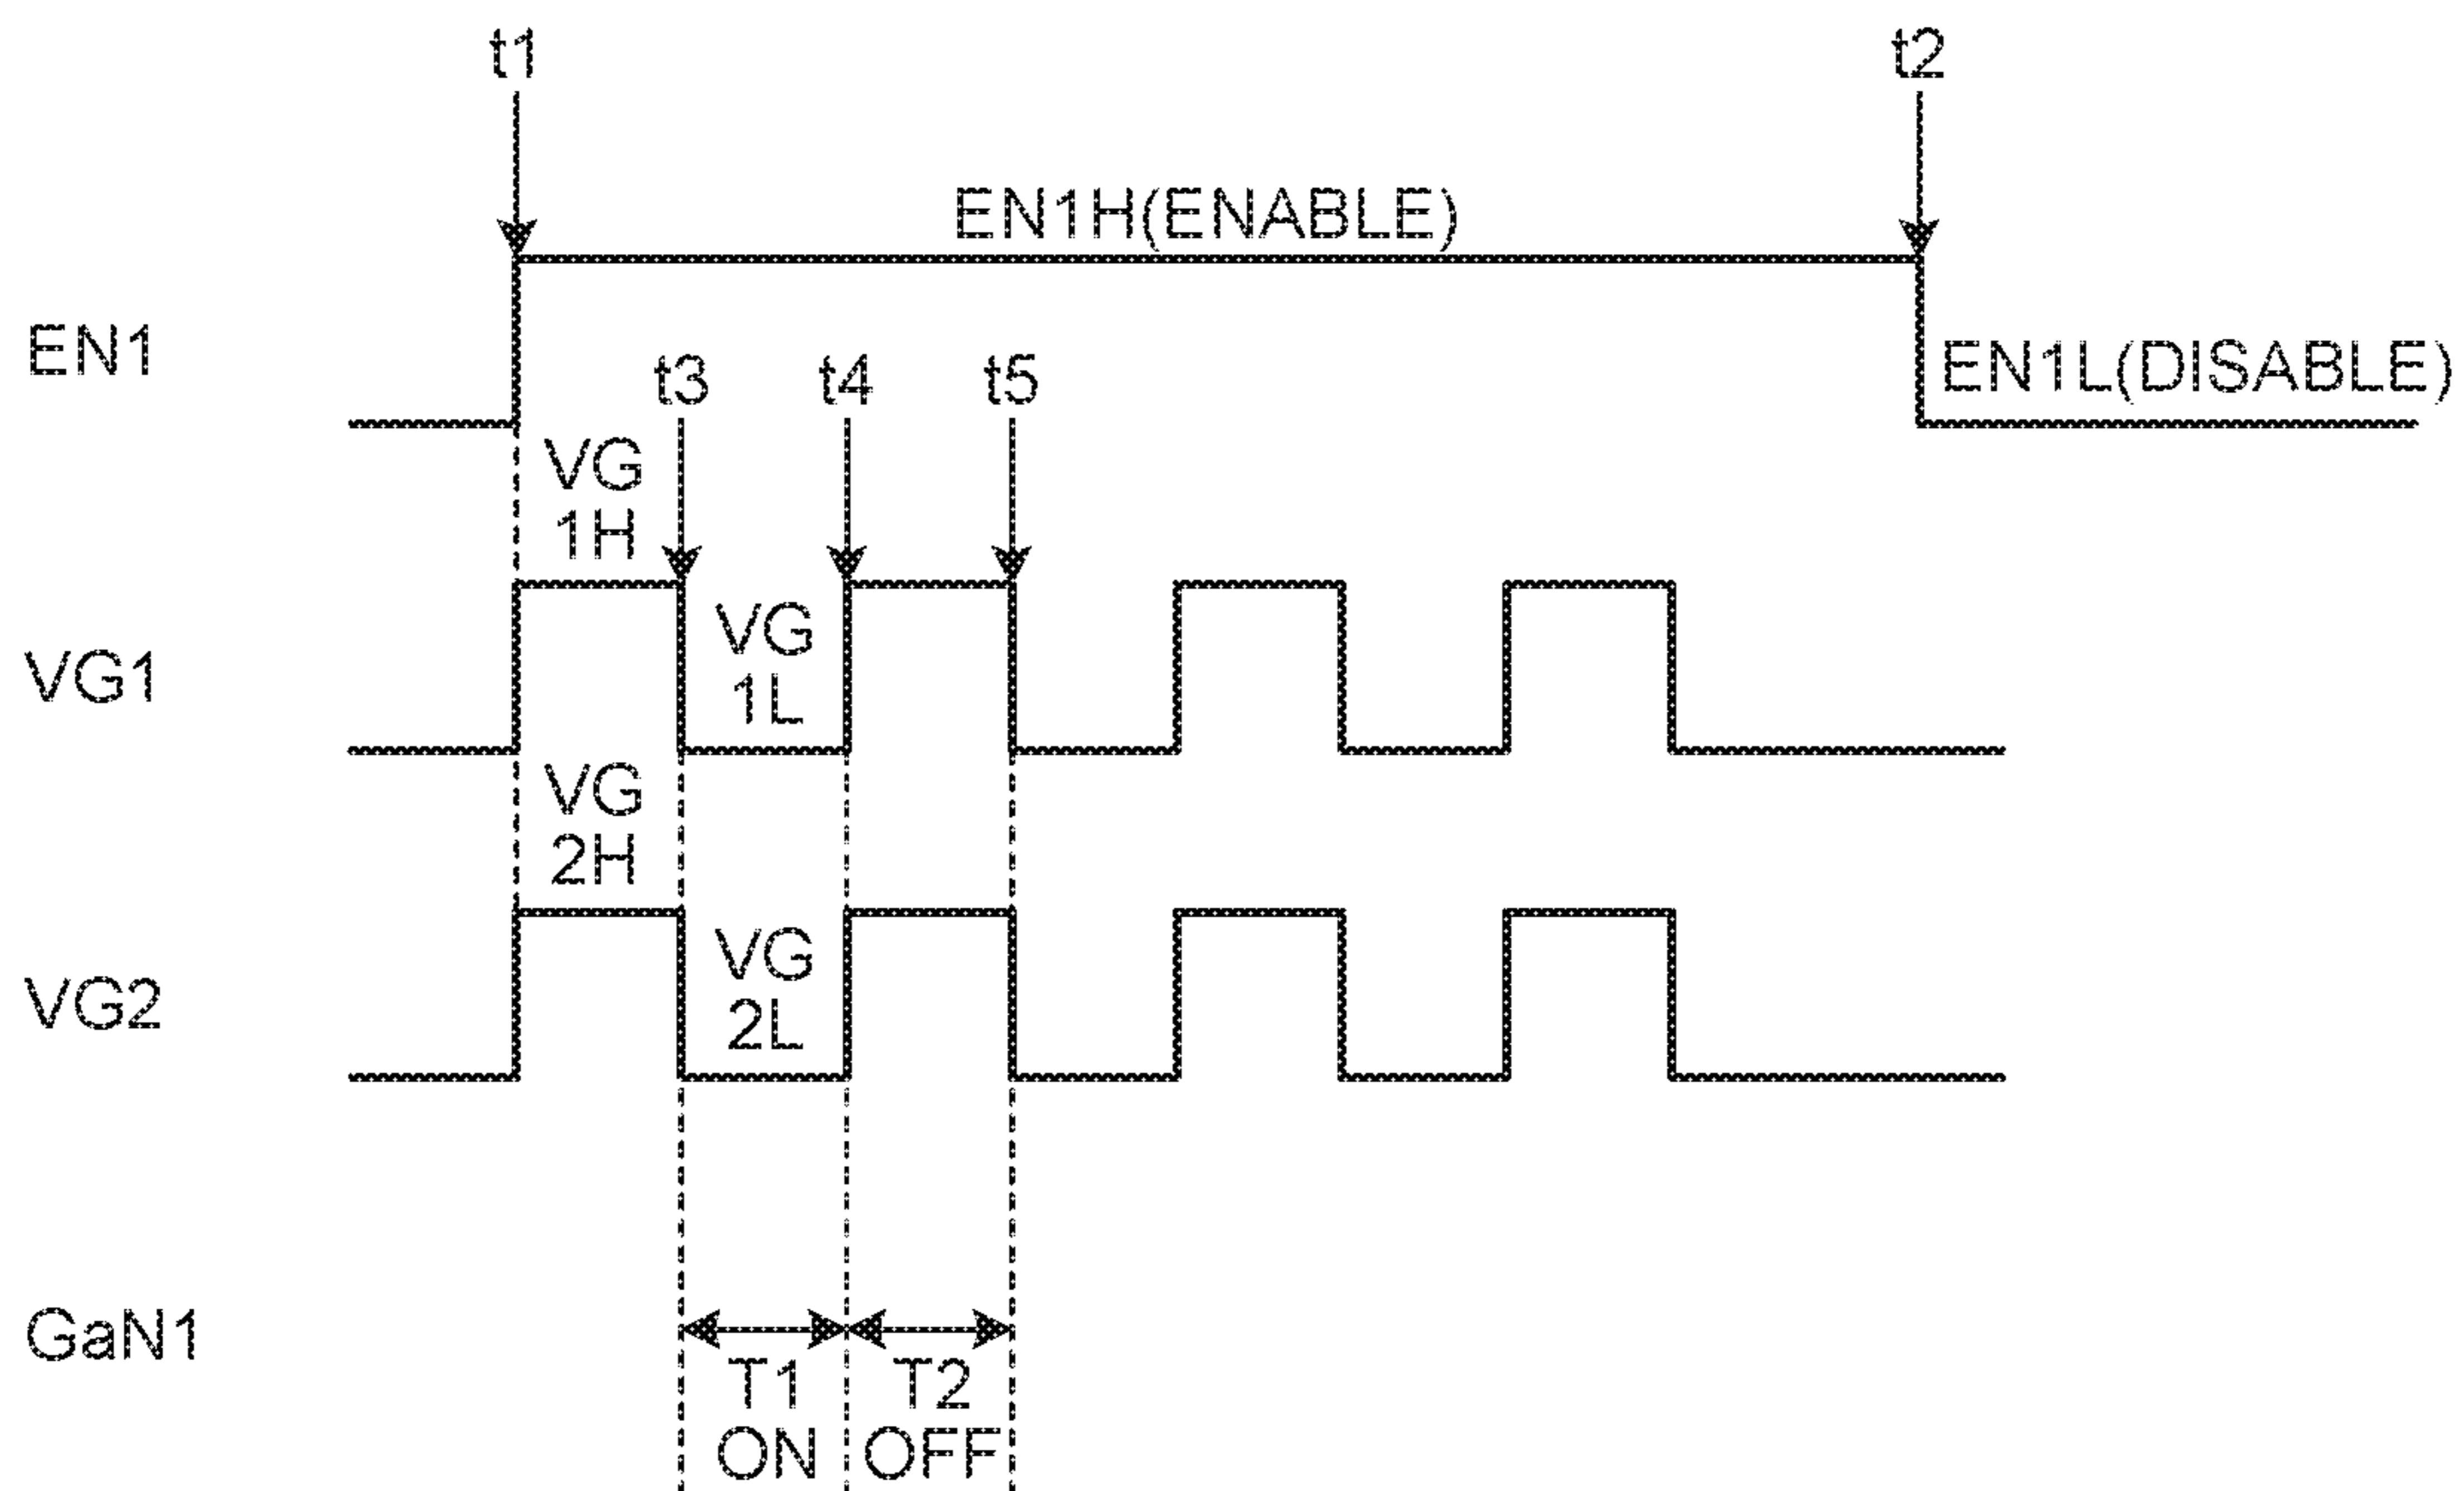 t1
t2
EN1H(ENABLE)
EN1
t3
t4
t5
EN1L(DISABLE)
VG
1H
VG
1L
VG1
VG
2H
VG
2L
VG2
GaN1
T1
ON
T2
OFF